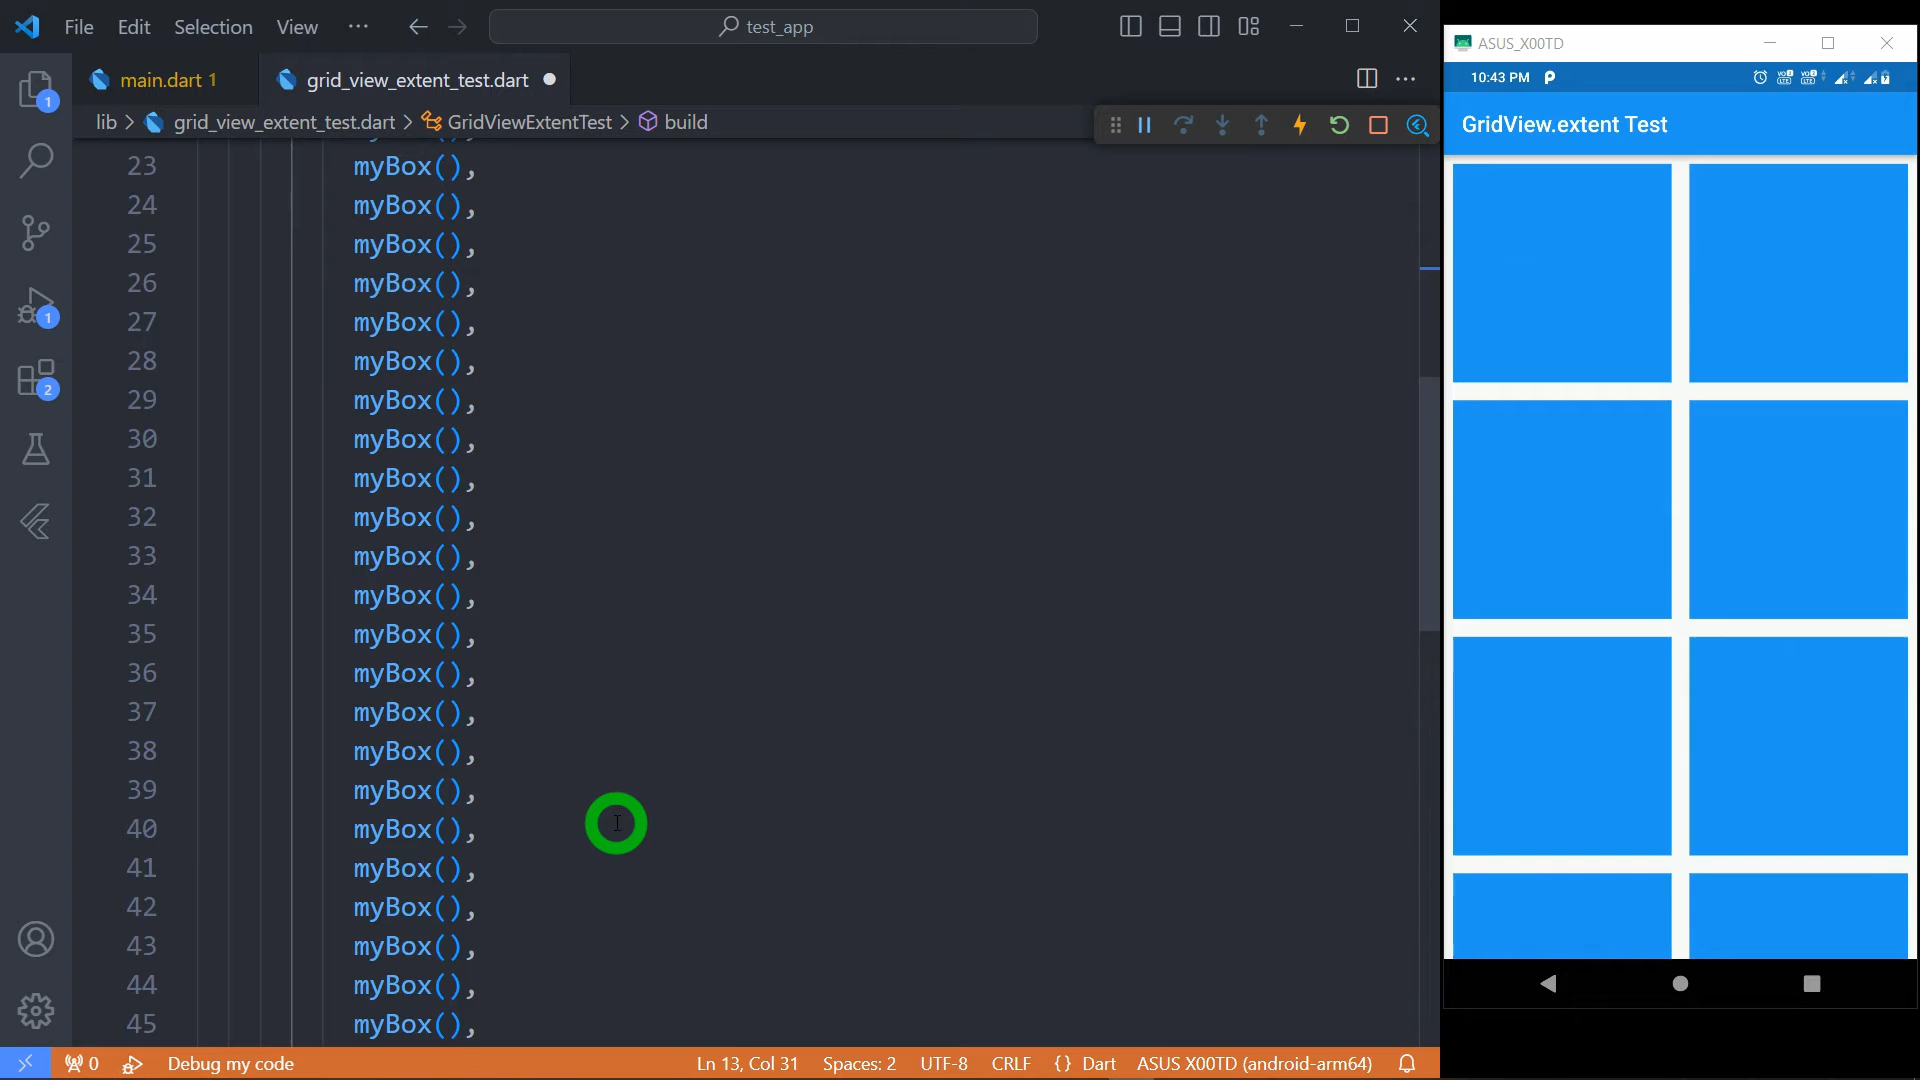 File Edit Selection View ··· test_app
main.dart 1 grid_view_extent_test.dart
lib > grid_view_extent_test.dart > GridViewExtentTest > build
23 myBox(),
24 myBox(),
25 myBox(),
26 myBox(),
27 myBox(),
28 myBox(),
29 myBox(),
30 myBox(),
31 myBox(),
32 myBox(),
33 myBox(),
34 myBox(),
35 myBox(),
36 myBox(),
37 myBox(),
38 myBox(),
39 myBox(),
40 myBox(),
41 myBox(),
42 myBox(),
43 myBox(),
44 myBox(),
45 myBox(),
1
1
2
0 Debug my code Ln 13, Col 31 Spaces: 2 UTF-8 CRLF {} Dart ASUS X00TD (android-arm64)
ASUS_X00TD
10:43 PM
GridView.extent Test